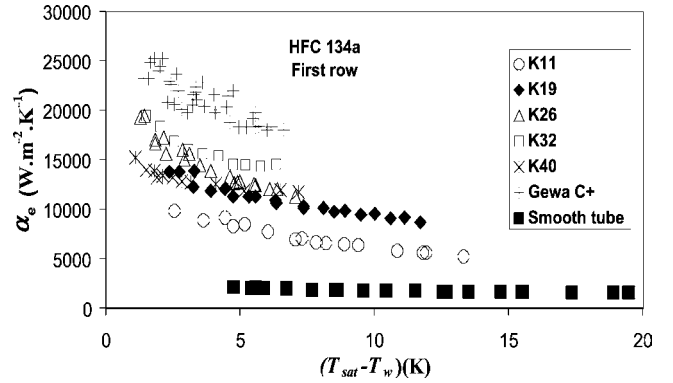 HFC 134a
First row
30000
25000
20000
15000
10000
5000
0
αe (W.m-2.K-1)
K11
K19
K26
K32
K40
Gewa C+
Smooth tube
0 5 10 15 20
(Tsat-Tw)(K)